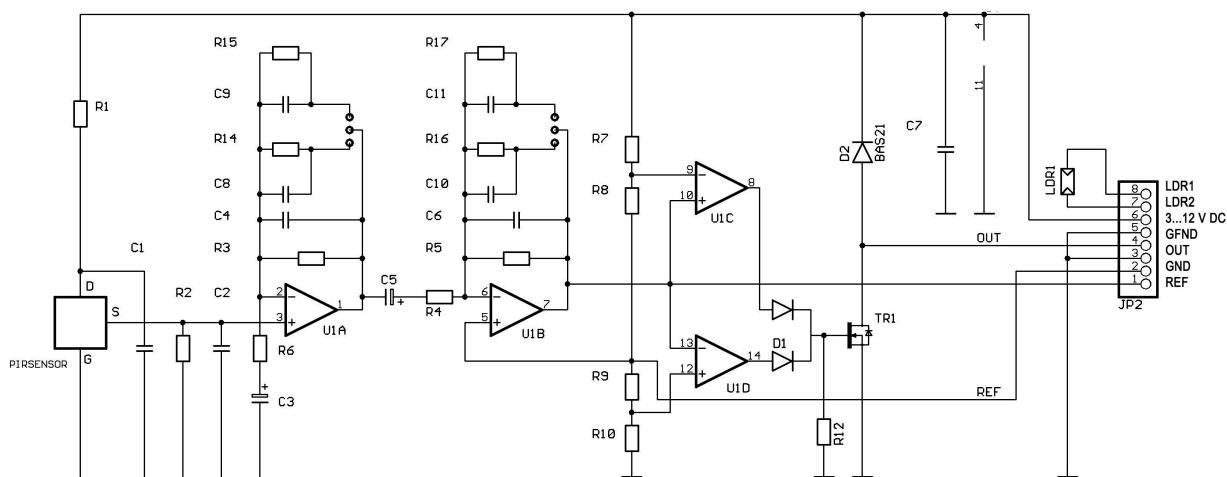 R15
R17
4
R1
C9
C11
11
C7
R14
R16
R7
D2
BAS21
LDR1
C8
C10
R8
9
8
10
U1C
8 LDR1
7 LDR2
6 3...12 V DC
5 GFND
4 OUT
3 GND
2
1 REF
JP2
C4
C6
C1
R3
R5
OUT
D
R2
C2
C5
+
R4
2
3
1
U1A
6
5
7
U1B
S
G
PIRSENSOR
R6
+
C3
13
12
14
D1
U1D
TR1
R9
REF
R10
R12